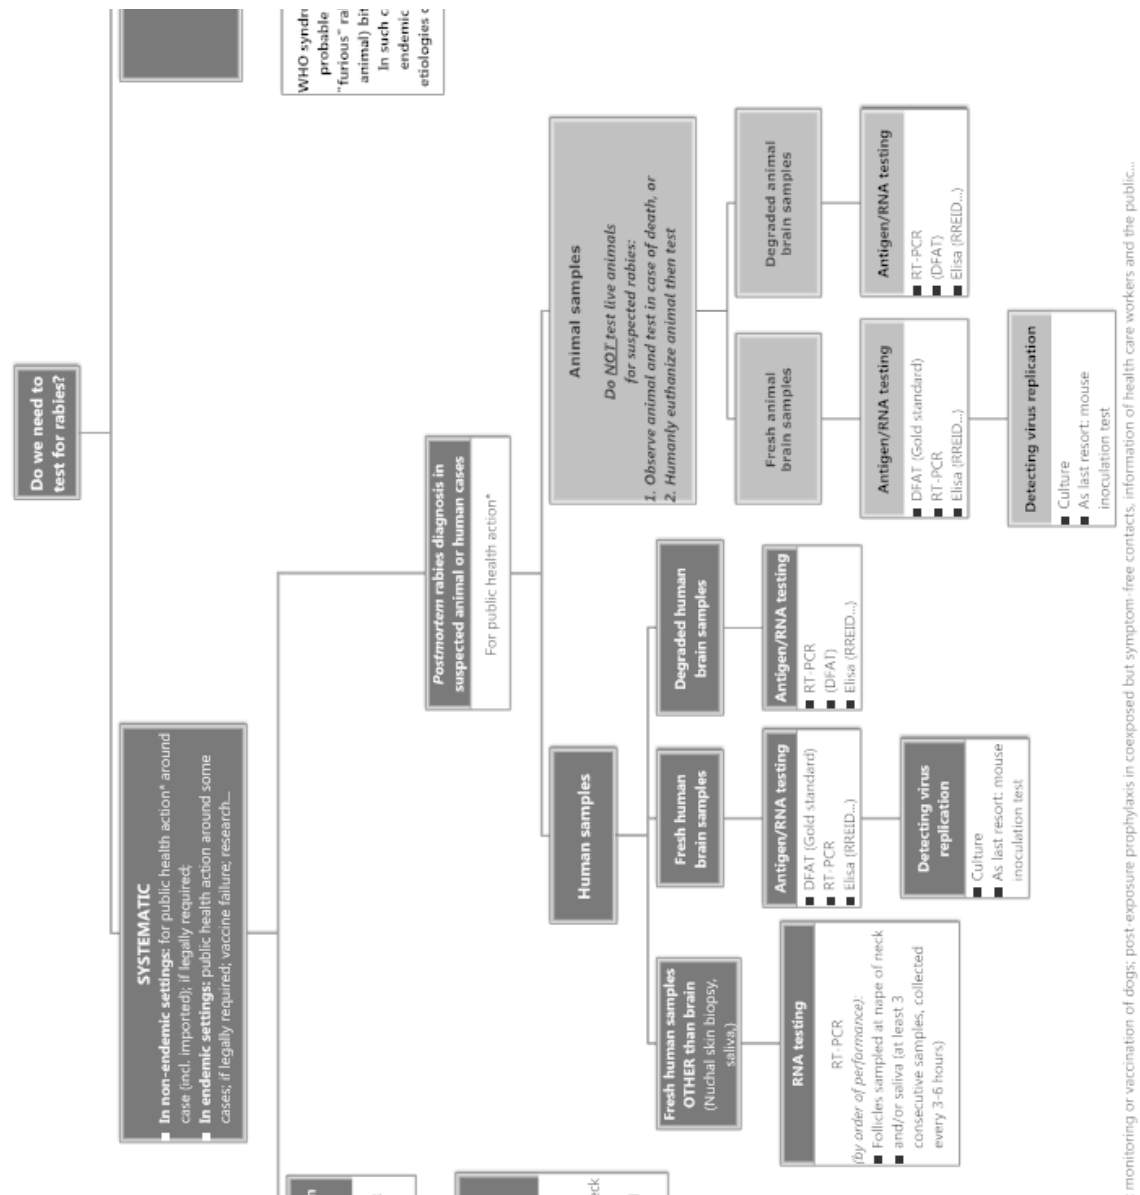 Do we need to
test for rabies?
SYSTEMATIC
■ In non-endemic settings: for public health action* around
case (incl. imported); if legally required;
■ In endemic settings: public health action around some
cases; if legally required; vaccine failure; research...
WHO syndr
probable
"furious" ra
animal) bit
In such c
endemic
etiologies
Postmortem rabies diagnosis in
suspected animal or human cases
For public health action*
Human samples
Fresh human samples
OTHER than brain
(Nuchal skin biopsy,
saliva,)
RNA testing
RT-PCR
(by order of performance):
■ Follicles sampled at nape of neck
■ and/or saliva (at least 3
consecutive samples, collected
every 3-6 hours)
Fresh human
brain samples
Antigen/RNA testing
■ DFAT (Gold standard)
■ RT-PCR
■ Elisa (RREID...)
Detecting virus
replication
■ Culture
■ As last resort: mouse
inoculation test
Degraded human
brain samples
Antigen/RNA testing
■ RT-PCR
■ (DFAT)
■ Elisa (RREID...)
Animal samples
Do NOT test live animals
for suspected rabies:
1. Observe animal and test in case of death, or
2. Humanly euthanize animal then test
Fresh animal
brain samples
Antigen/RNA testing
■ DFAT (Gold standard)
■ RT-PCR
■ Elisa (RREID...)
Detecting virus replication
■ Culture
■ As last resort: mouse
inoculation test
Degraded animal
brain samples
Antigen/RNA testing
■ RT-PCR
■ (DFAT)
■ Elisa (RREID...)
monitoring or vaccination of dogs; post-exposure prophylaxis in coexposed but symptom-free contacts, information of health care workers and the public...